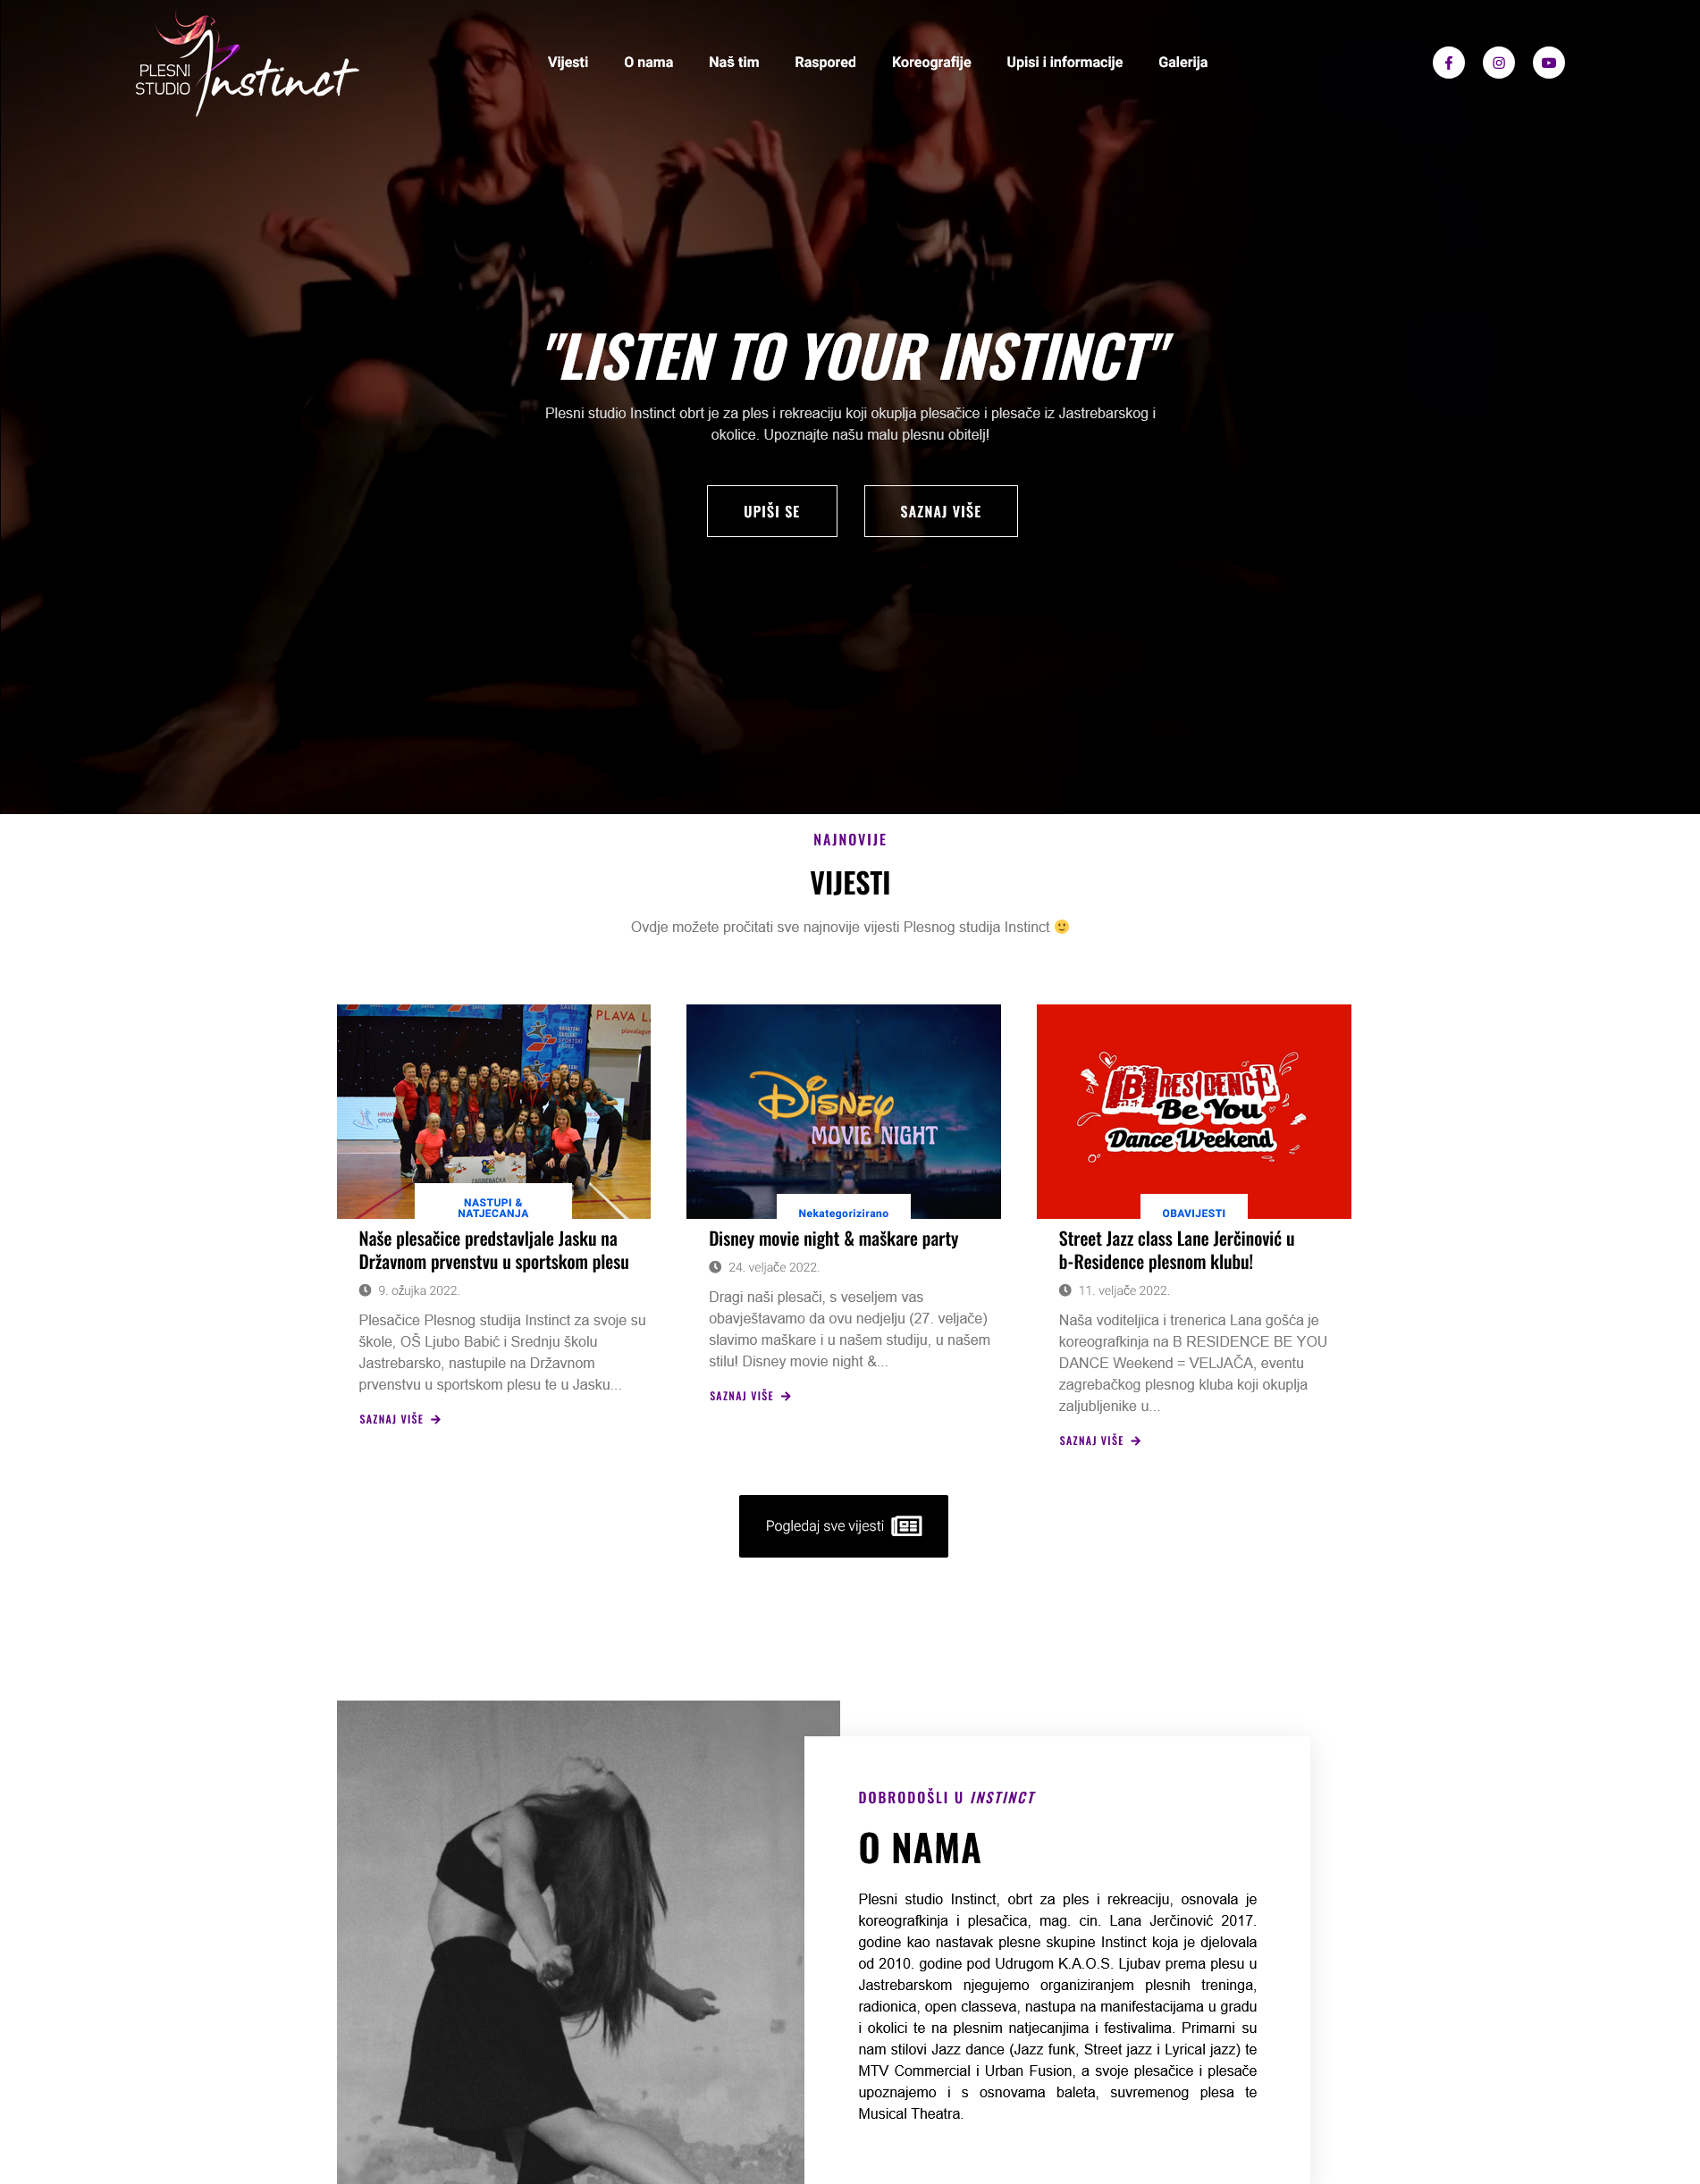 PLESNI
STUDIO
Instinct
Vijesti
O nama
Naš tim
Raspored
Koreografije
Upisi i informacije
Galerija
"LISTEN TO YOUR INSTINCT"
Plesni studio Instinct obrt je za ples i rekreaciju koji okuplja plesačice i plesače iz Jastrebarskog i
okolice. Upoznajte našu malu plesnu obitelj!
UPIŠI SE
SAZNAJ VIŠE
NAJNOVIJE
VIJESTI
Ovdje možete pročitati sve najnovije vijesti Plesnog studija Instinct 🙂
PLAVA
ZAGREBAČKA
NASTUPI &
NATJECANJA
Naše plesačice predstavljale Jasku na
Državnom prvenstvu u sportskom plesu
9. ožujka 2022.
Plesačice Plesnog studija Instinct za svoje su
škole, OŠ Ljubo Babić i Srednju školu
Jastrebarsko, nastupile na Državnom
prvenstvu u sportskom plesu te u Jasku...
SAZNAJ VIŠE
DISNEY
MOVIE NIGHT
Nekategorizirano
Disney movie night & maškare party
24. veljače 2022.
Dragi naši plesači, s veseljem vas
obavještavamo da ovu nedjelju (27. veljače)
slavimo maškare i u našem studiju, u našem
stilu! Disney movie night &...
SAZNAJ VIŠE
B RESIDENCE
Be You
Dance Weekend
OBAVIJESTI
Street Jazz class Lane Jerčinović u
b-Residence plesnom klubu!
11. veljače 2022.
Naša voditeljica i trenerica Lana gošća je
koreografkinja na B RESIDENCE BE YOU
DANCE Weekend = VELJAČA, eventu
zagrebačkog plesnog kluba koji okuplja
zaljubljenike u...
SAZNAJ VIŠE
Pogledaj sve vijesti
DOBRODOŠLI U INSTINCT
O NAMA
Plesni studio Instinct, obrt za ples i rekreaciju, osnovala je
koreografkinja i plesačica, mag. cin. Lana Jerčinović 2017.
godine kao nastavak plesne skupine Instinct koja je djelovala
od 2010. godine pod Udrugom K.A.O.S. Ljubav prema plesu u
Jastrebarskom njegujemo organiziranjem plesnih treninga,
radionica, open classeva, nastupa na manifestacijama u gradu
i okolici te na plesnim natjecanjima i festivalima. Primarni su
nam stilovi Jazz dance (Jazz funk, Street jazz i Lyrical jazz) te
MTV Commercial i Urban Fusion, a svoje plesačice i plesače
upoznajemo i s osnovama baleta, suvremenog plesa te
Musical Theatra.